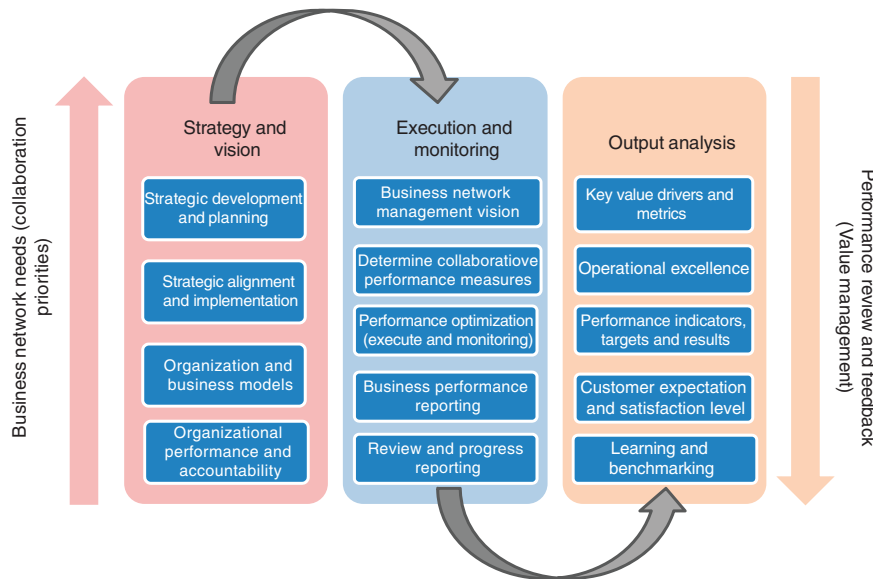 Business network needs (collaboration
priorities)
Strategy and
vision
Strategic development
and planning
Strategic alignment
and implementation
Organization and
business models
Organizational
performance and
accountability
Execution and
monitoring
Business network
management vision
Determine collaboratiove
performance measures
Performance optimization
(execute and monitoring)
Business performance
reporting
Review and progress
reporting
Output analysis
Key value drivers and
metrics
Operational excellence
Performance indicators,
targets and results
Customer expectation
and satisfaction level
Learning and
benchmarking
Performance review and feedback
(Value management)